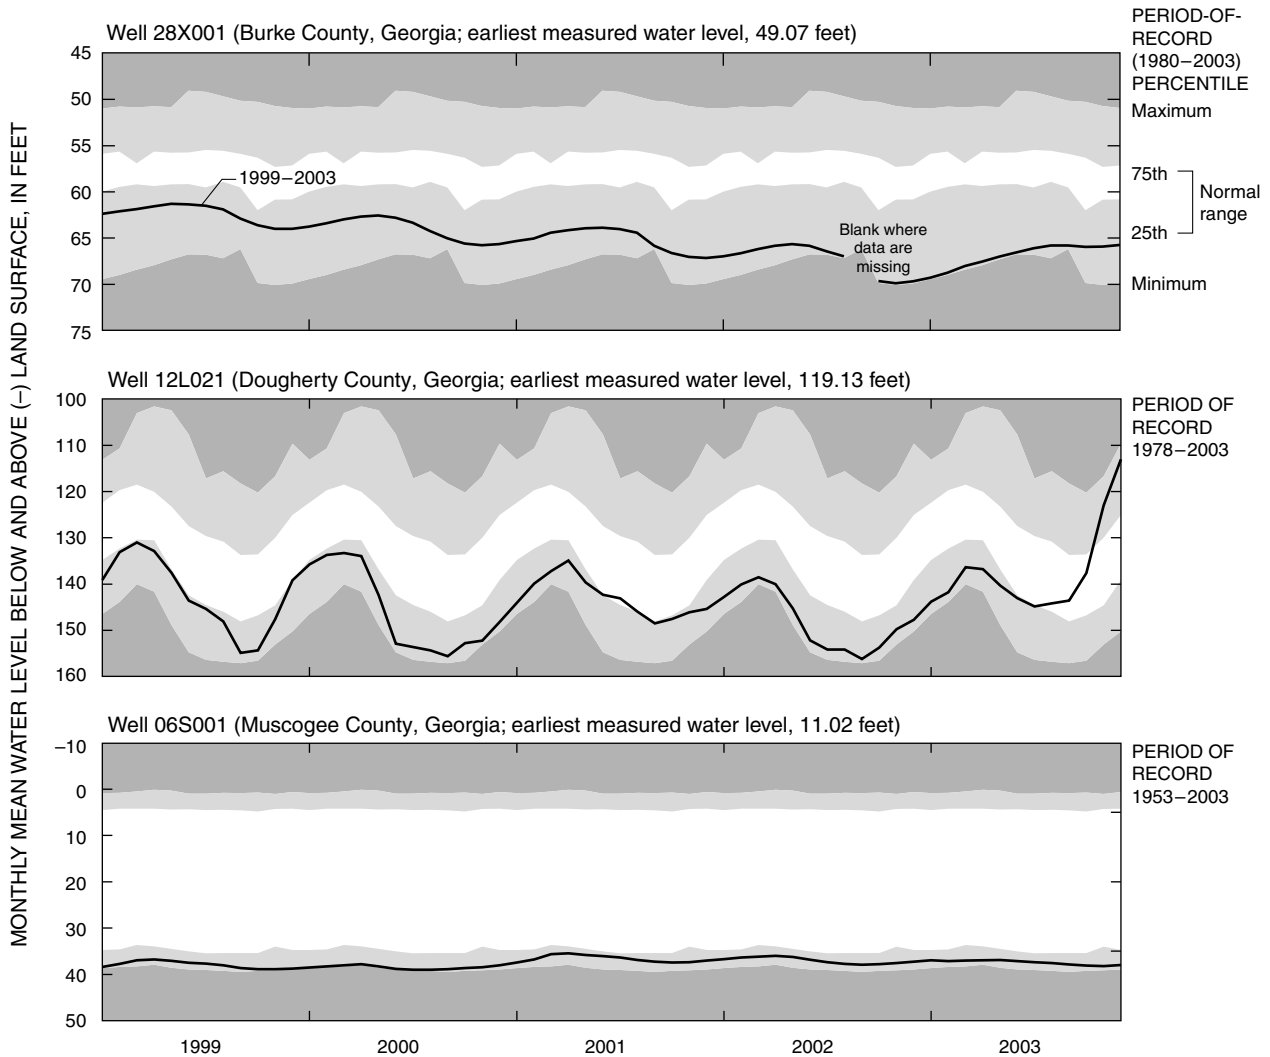 MONTHLY MEAN WATER LEVEL BELOW AND ABOVE (−) LAND SURFACE, IN FEET
Well 28X001 (Burke County, Georgia; earliest measured water level, 49.07 feet)
45
50
55
60
65
70
75
1999−2003
Blank where
data are
missing
PERIOD-OF-
RECORD
(1980−2003)
PERCENTILE
Maximum
75th
Normal
range
25th
Minimum
Well 12L021 (Dougherty County, Georgia; earliest measured water level, 119.13 feet)
100
110
120
130
140
150
160
PERIOD OF
RECORD
1978−2003
Well 06S001 (Muscogee County, Georgia; earliest measured water level, 11.02 feet)
−10
0
10
20
30
40
50
PERIOD OF
RECORD
1953−2003
1999 2000 2001 2002 2003